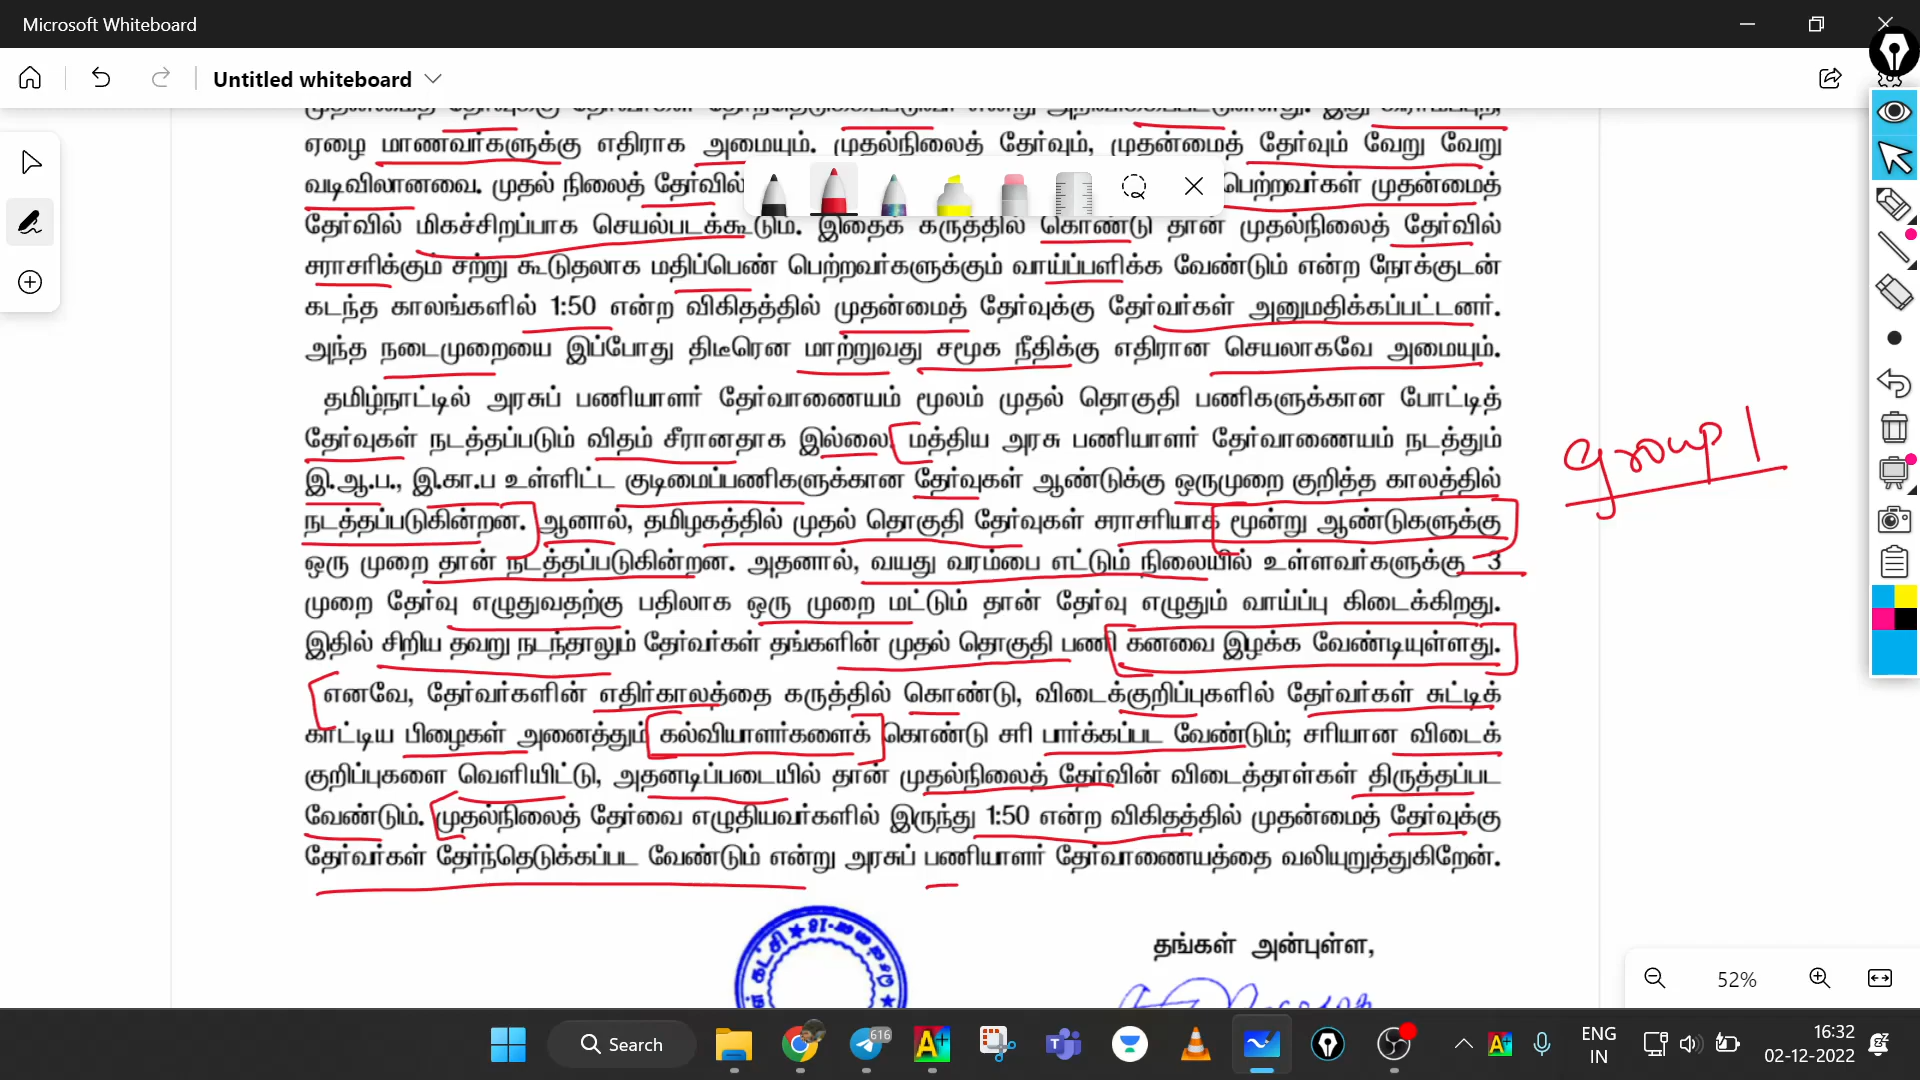 Microsoft Whiteboard
Untitled whiteboard
ஏழை மாணவர்களுக்கு எதிராக அமையும். முதல்நிலைத் தேர்வும், முதன்மைத் தேர்வும் வேறு வேறு
வடிவிலானவை. முதல் நிலைத் தேர்வில் பெற்றவர்கள் முதன்மைத்
தேர்வில் மிகச்சிறப்பாக செயல்படக்கூடும். இதைக் கருத்தில் கொண்டு தான் முதல்நிலைத் தேர்வில்
சராசரிக்கும் சற்று கூடுதலாக மதிப்பெண் பெற்றவர்களுக்கும் வாய்ப்பளிக்க வேண்டும் என்ற நோக்குடன்
கடந்த காலங்களில் 1:50 என்ற விகிதத்தில் முதன்மைத் தேர்வுக்கு தேர்வர்கள் அனுமதிக்கப்பட்டனர்.
அந்த நடைமுறையை இப்போது திடீரென மாற்றுவது சமூக நீதிக்கு எதிரான செயலாகவே அமையும்.
தமிழ்நாட்டில் அரசுப் பணியாளர் தேர்வாணையம் மூலம் முதல் தொகுதி பணிகளுக்கான போட்டித்
தேர்வுகள் நடத்தப்படும் விதம் சீரானதாக இல்லை. மத்திய அரசு பணியாளர் தேர்வாணையம் நடத்தும்
இ.ஆ.ப., இ.கா.ப உள்ளிட்ட குடிமைப்பணிகளுக்கான தேர்வுகள் ஆண்டுக்கு ஒருமுறை குறித்த காலத்தில்
நடத்தப்படுகின்றன. ஆனால், தமிழகத்தில் முதல் தொகுதி தேர்வுகள் சராசரியாக மூன்று ஆண்டுகளுக்கு
ஒரு முறை தான் நடத்தப்படுகின்றன. அதனால், வயது வரம்பை எட்டும் நிலையில் உள்ளவர்களுக்கு 3
முறை தேர்வு எழுதுவதற்கு பதிலாக ஒரு முறை மட்டும் தான் தேர்வு எழுதும் வாய்ப்பு கிடைக்கிறது.
இதில் சிறிய தவறு நடந்தாலும் தேர்வர்கள் தங்களின் முதல் தொகுதி பணி கனவை இழக்க வேண்டியுள்ளது.
எனவே, தேர்வர்களின் எதிர்காலத்தை கருத்தில் கொண்டு, விடைக்குறிப்புகளில் தேர்வர்கள் சுட்டிக்
காட்டிய பிழைகள் அனைத்தும் கல்வியாளர்களைக் கொண்டு சரி பார்க்கப்பட வேண்டும்; சரியான விடைக்
குறிப்புகளை வெளியிட்டு, அதனடிப்படையில் தான் முதல்நிலைத் தேர்வின் விடைத்தாள்கள் திருத்தப்பட
வேண்டும். முதல்நிலைத் தேர்வை எழுதியவர்களில் இருந்து 1:50 என்ற விகிதத்தில் முதன்மைத் தேர்வுக்கு
தேர்வர்கள் தேர்ந்தெடுக்கப்பட வேண்டும் என்று அரசுப் பணியாளர் தேர்வாணையத்தை வலியுறுத்துகிறேன்.
group 1
தங்கள் அன்புள்ள,
52%
Search
616
ENG
IN
16:32
02-12-2022